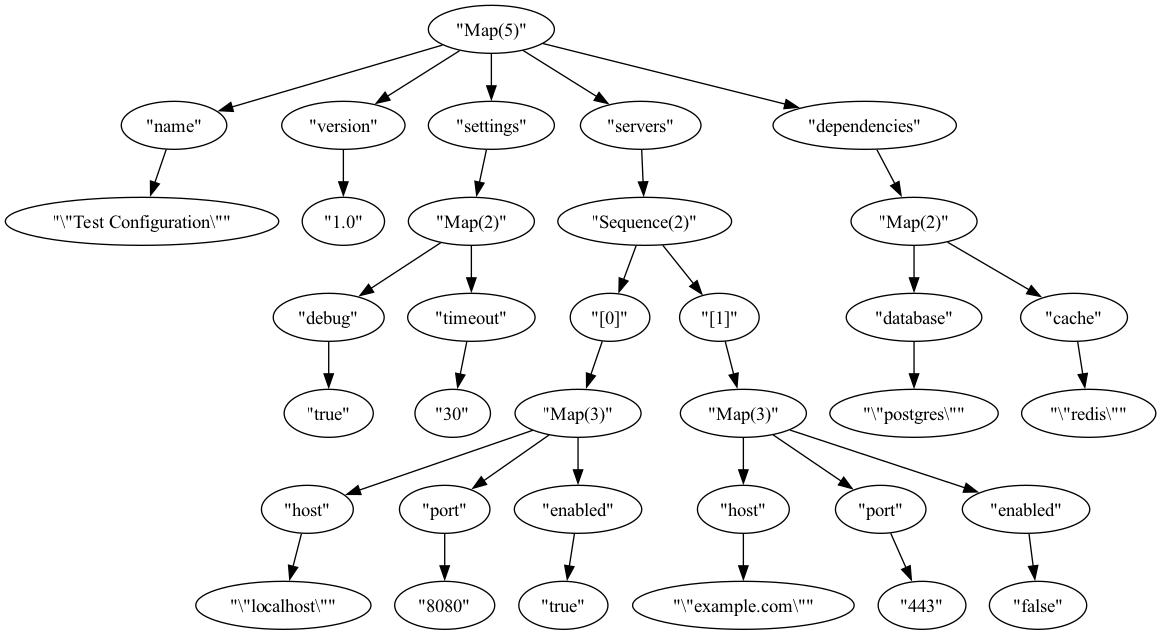 "Map(5)"
"name"
"version"
"settings"
"servers"
"dependencies"
"\"Test Configuration\""
"1.0"
"Map(2)"
"Sequence(2)"
"Map(2)"
"debug"
"timeout"
"[0]"
"[1]"
"database"
"cache"
"true"
"30"
"Map(3)"
"Map(3)"
"\"postgres\""
"\"redis\""
"host"
"port"
"enabled"
"host"
"port"
"enabled"
"\"localhost\""
"8080"
"true"
"\"example.com\""
"443"
"false"